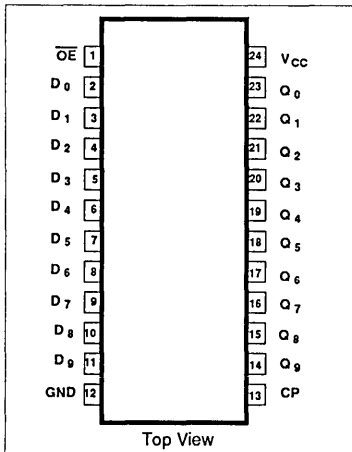 OE 1 24 VCC
D0 2 23 Q0
D1 3 22 Q1
D2 4 21 Q2
D3 5 20 Q3
D4 6 19 Q4
D5 7 18 Q5
D6 8 17 Q6
D7 9 16 Q7
D8 10 15 Q8
D9 11 14 Q9
GND 12 13 CP
Top View